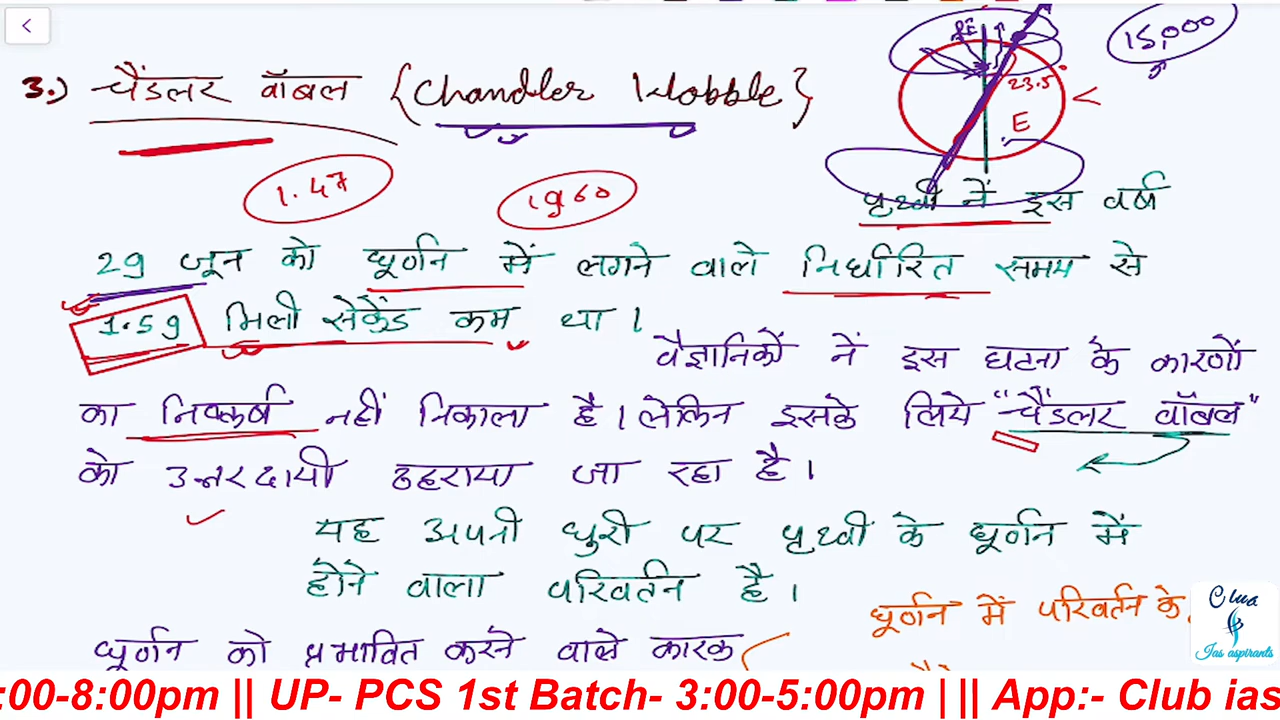 15,000
23.5°
E
3.) चैंडलर वॉबल {Chandler Wobble}
1.47
1960
पृथ्वी नें इस वर्ष
29 जून को घूर्णन में लगने वाले निर्धारित समय से
1.59 मिली सेकैंड कम था।
वैज्ञानिकों नें इस घटना के कारणों
का निष्कर्ष नहीं निकाला है। लेकिन इसके लिये "चैंडलर वॉबल"
को उत्तरदायी ठहराया जा रहा है।
यह अपनी धुरी पर पृथ्वी के घूर्णन में
होने वाला परिवर्तन है।
घूर्णन में परिवर्तन के
घूर्णन को प्रभावित करने वाले कारक
Club
Ias aspirants
:00-8:00pm || UP- PCS 1st Batch- 3:00-5:00pm | || App:- Club ias